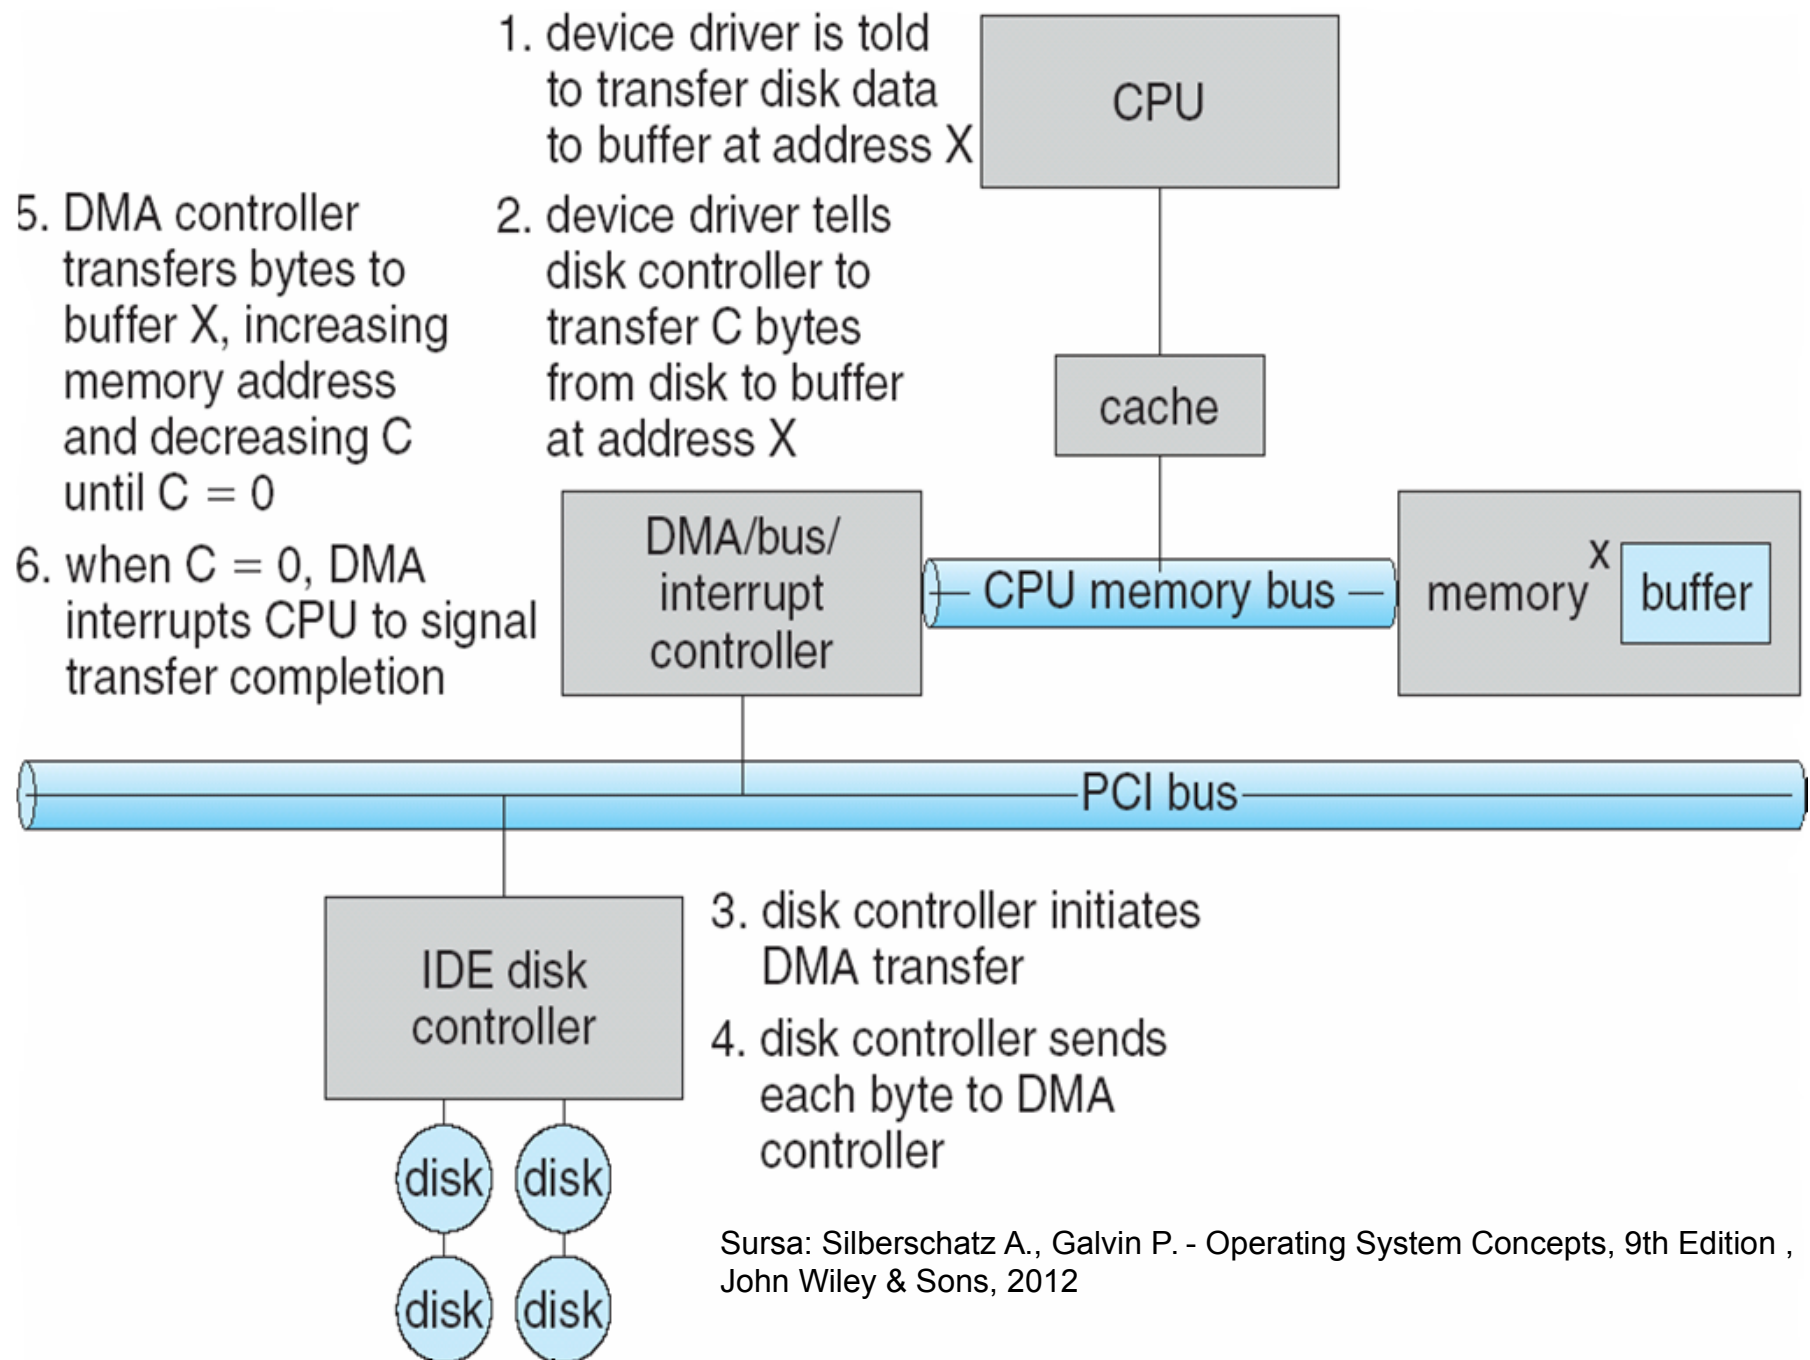 1. device driver is told
to transfer disk data
to buffer at address X
CPU
5. DMA controller
transfers bytes to
buffer X, increasing
memory address
and decreasing C
until C = 0
2. device driver tells
disk controller to
transfer C bytes
from disk to buffer
at address X
cache
6. when C = 0, DMA
interrupts CPU to signal
transfer completion
DMA/bus/
interrupt
controller
CPU memory bus
memory
X
buffer
PCI bus
IDE disk
controller
3. disk controller initiates
DMA transfer
4. disk controller sends
each byte to DMA
controller
disk
disk
disk
disk
Sursa: Silberschatz A., Galvin P. - Operating System Concepts, 9th Edition ,
John Wiley & Sons, 2012